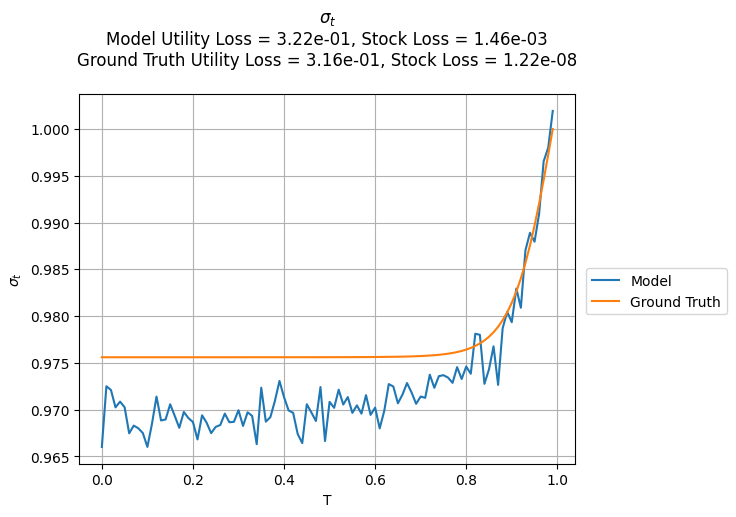 σt
Model Utility Loss = 3.22e-01, Stock Loss = 1.46e-03
Ground Truth Utility Loss = 3.16e-01, Stock Loss = 1.22e-08
1.000
0.995
0.990
0.985
0.980
0.975
0.970
0.965
σt
0.0 0.2 0.4 0.6 0.8 1.0
T
Model
Ground Truth